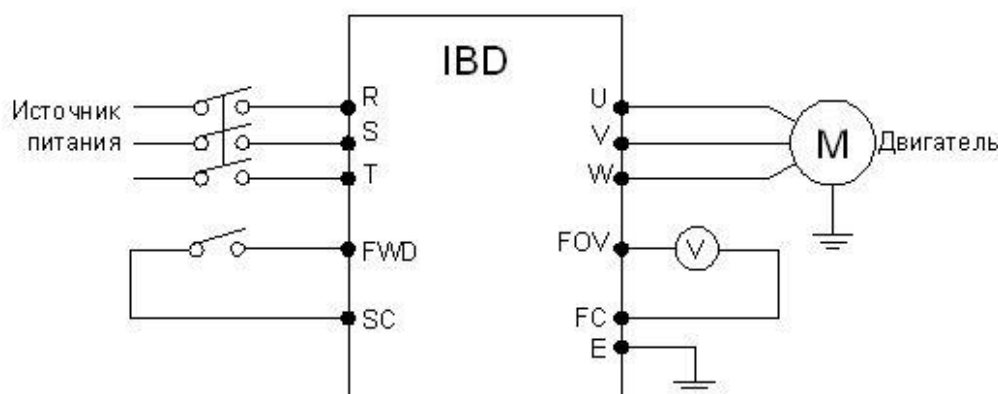 IBD
Источник
питания
R
S
T
FWD
SC
U
V
W
FOV
FC
E
M
Двигатель
V